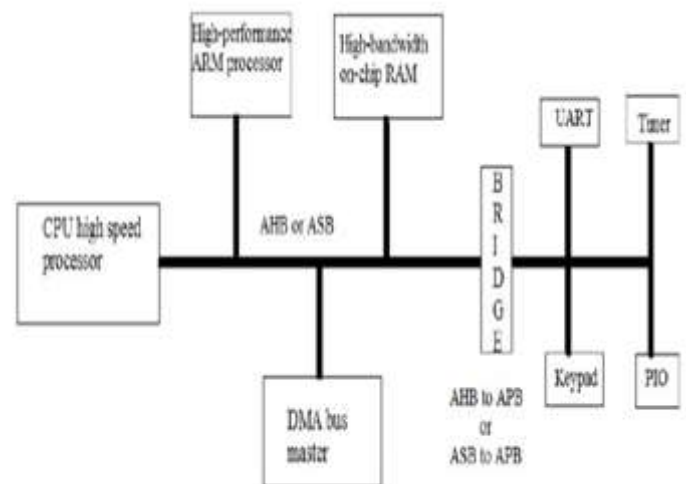 High-performance
ARM processor
High-bandwidth
on-chip RAM
UART
Timer
CPU high speed
processor
AHB or ASB
B
R
I
D
G
E
DMA bus
master
Keypad
PIO
AHB to APB
or
ASB to APB